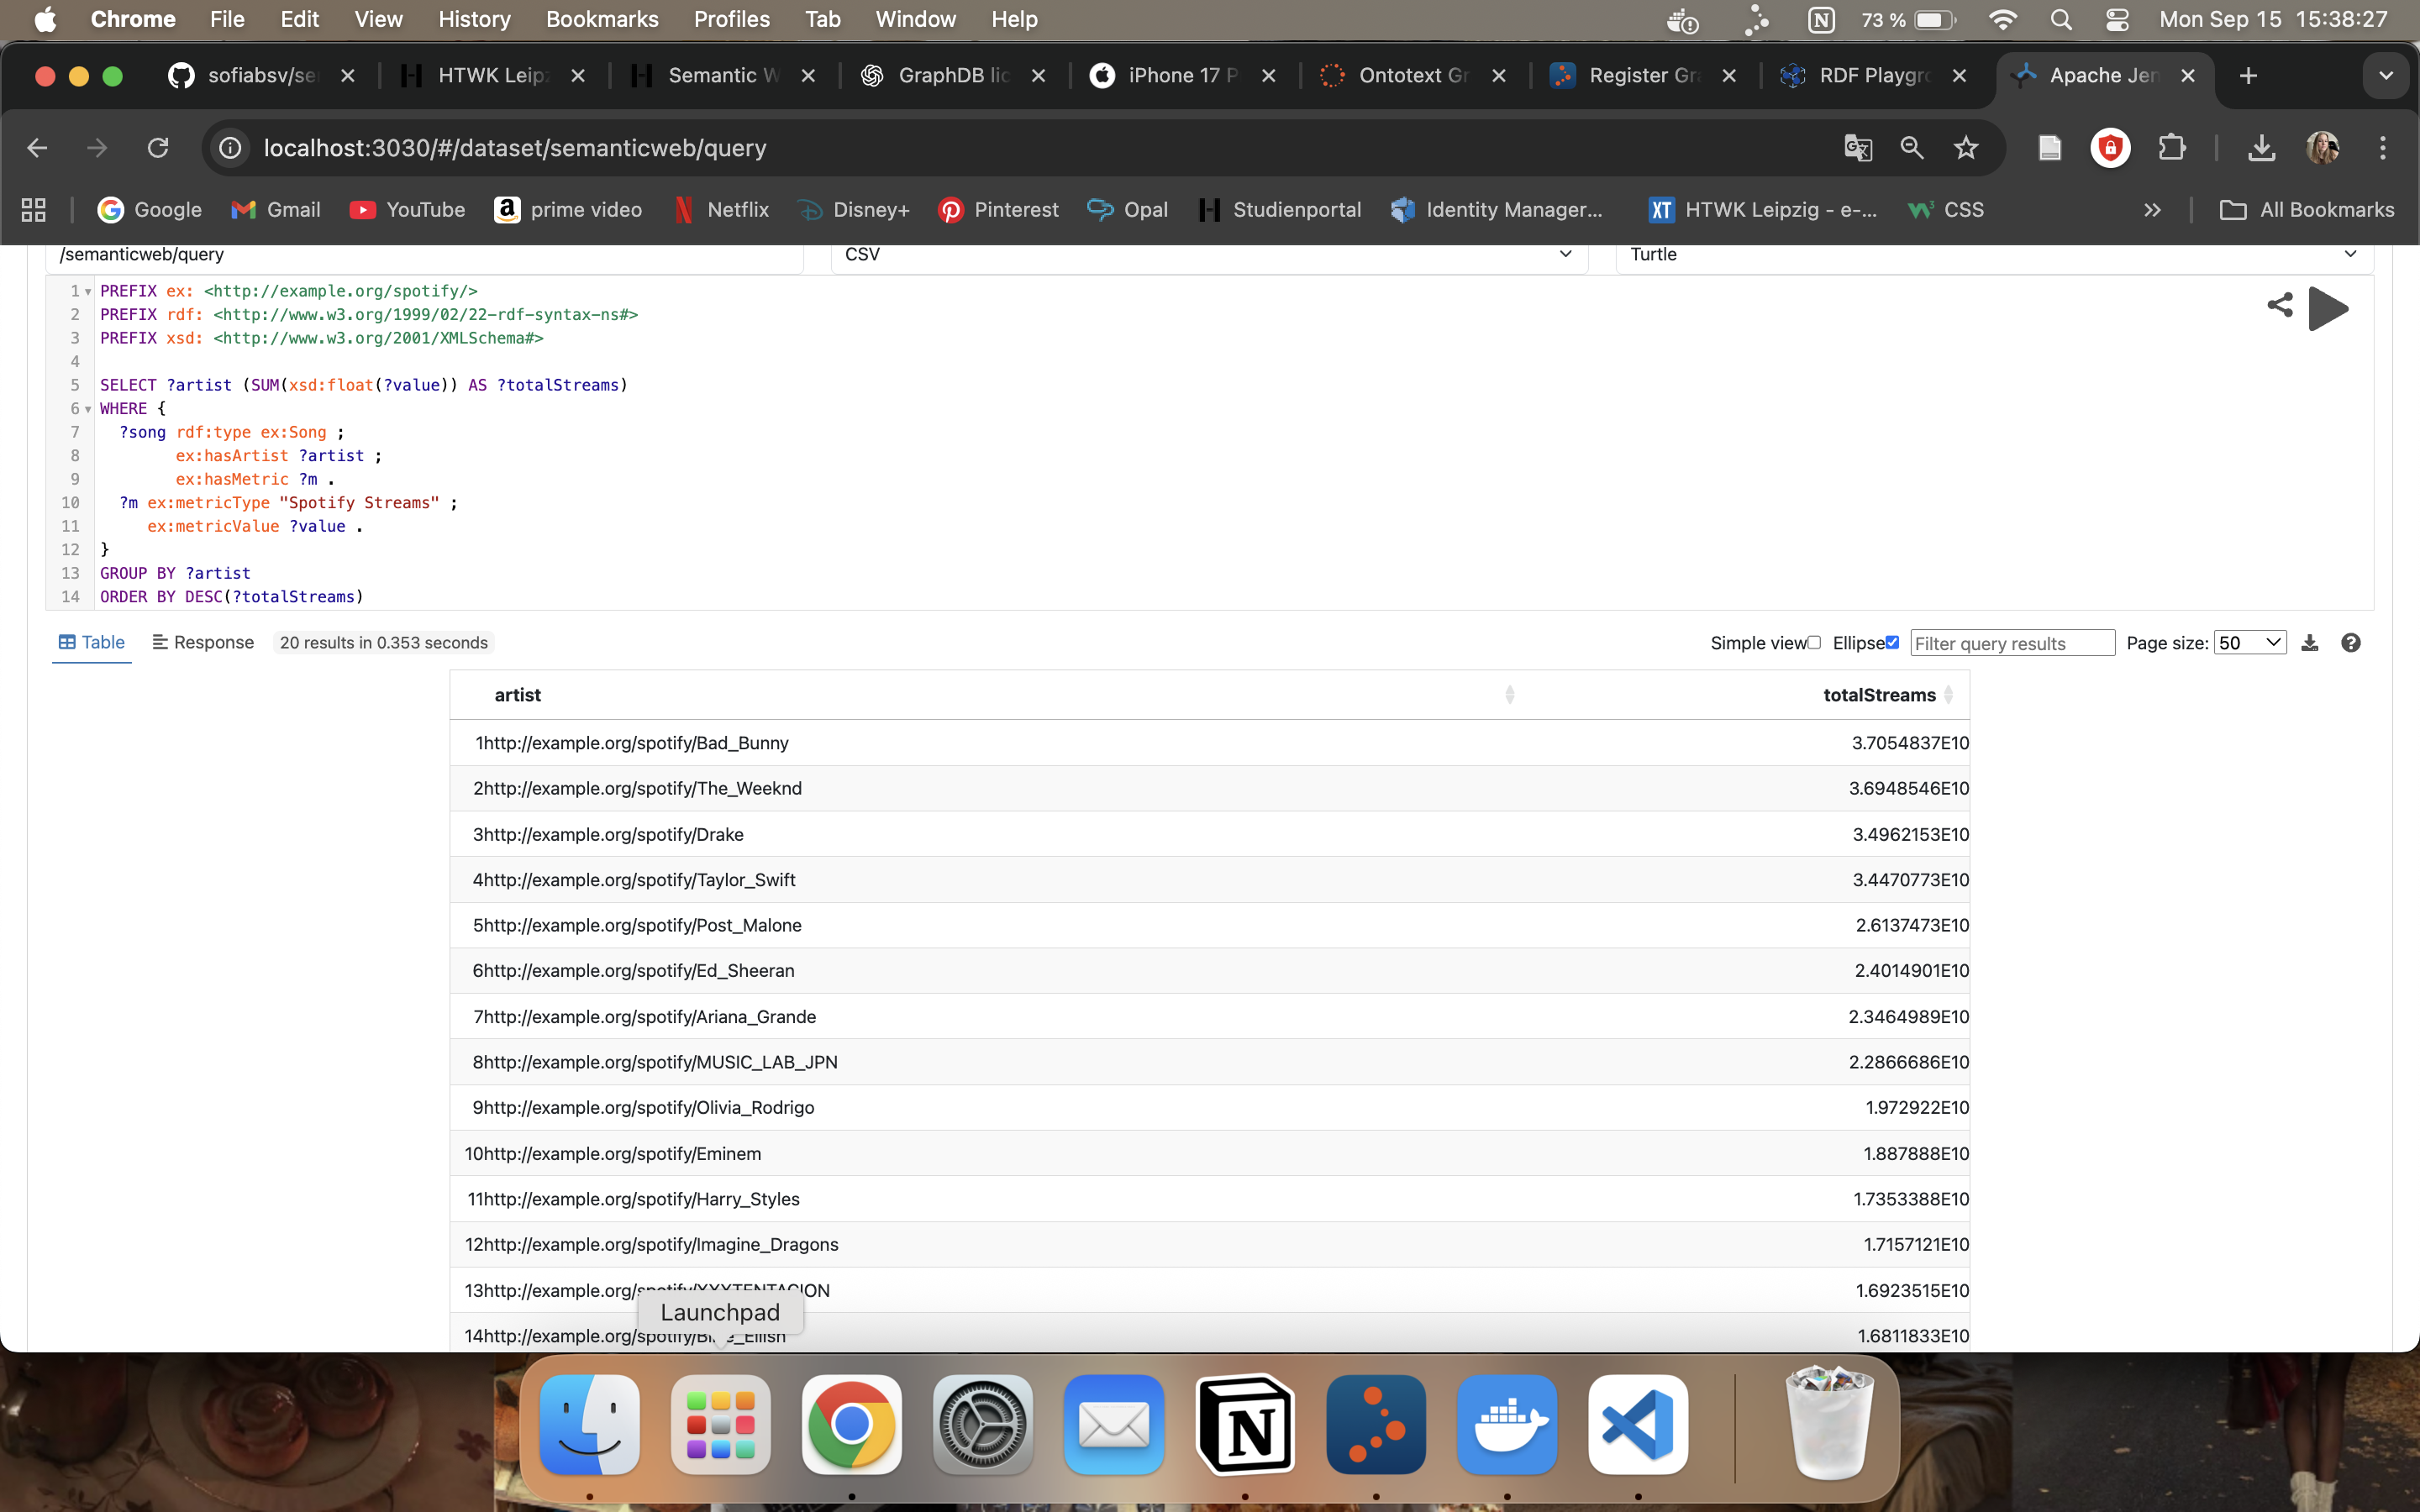 Chrome File Edit View History Bookmarks Profiles Tab Window Help 73 % Mon Sep 15 15:38:27
sofiabsv/se HTWK Leip Semantic W GraphDB lic iPhone 17 P Ontotext Gr Register Gra RDF Playgr Apache Jen
localhost:3030/#/dataset/semanticweb/query
Google Gmail YouTube prime video Netflix Disney+ Pinterest Opal Studienportal Identity Manager... HTWK Leipzig - e-... CSS All Bookmarks
/semanticweb/query CSV Turtle
1 PREFIX ex: <http://example.org/spotify/>
2 PREFIX rdf: <http://www.w3.org/1999/02/22-rdf-syntax-ns#>
3 PREFIX xsd: <http://www.w3.org/2001/XMLSchema#>
4
5 SELECT ?artist (SUM(xsd:float(?value)) AS ?totalStreams)
6 WHERE {
7 ?song rdf:type ex:Song ;
8 ex:hasArtist ?artist ;
9 ex:hasMetric ?m .
10 ?m ex:metricType "Spotify Streams" ;
11 ex:metricValue ?value .
12 }
13 GROUP BY ?artist
14 ORDER BY DESC(?totalStreams)
Table Response 20 results in 0.353 seconds Simple view Ellipse Filter query results Page size: 50
artist totalStreams
1http://example.org/spotify/Bad_Bunny 3.7054837E10
2http://example.org/spotify/The_Weeknd 3.6948546E10
3http://example.org/spotify/Drake 3.4962153E10
4http://example.org/spotify/Taylor_Swift 3.4470773E10
5http://example.org/spotify/Post_Malone 2.6137473E10
6http://example.org/spotify/Ed_Sheeran 2.4014901E10
7http://example.org/spotify/Ariana_Grande 2.3464989E10
8http://example.org/spotify/MUSIC_LAB_JPN 2.2866686E10
9http://example.org/spotify/Olivia_Rodrigo 1.972922E10
10http://example.org/spotify/Eminem 1.887888E10
11http://example.org/spotify/Harry_Styles 1.7353388E10
12http://example.org/spotify/Imagine_Dragons 1.7157121E10
13http://example.org/spotify/XXXTENTACION 1.6923515E10
Launchpad
14http://example.org/spotify/Billie_Eilish 1.6811833E10